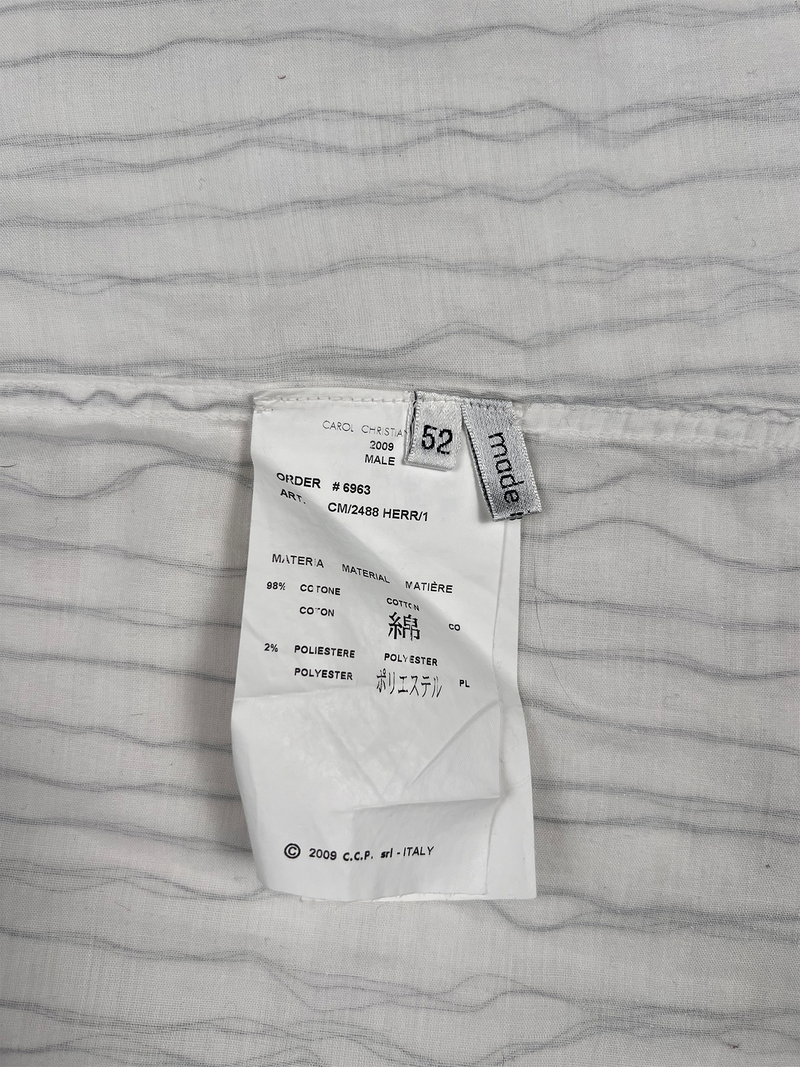 CAROL CHRISTIA
2009
MALE
52
made
ORDER # 6963
ART. CM/2488 HERR/1
MATERIA MATERIAL MATIÈRE
98% COTONE COTTON
COTON 綿 CO
2% POLIESTERE POLYESTER
POLYESTER ポリエステル PL
© 2009 C.C.P. srl - ITALY